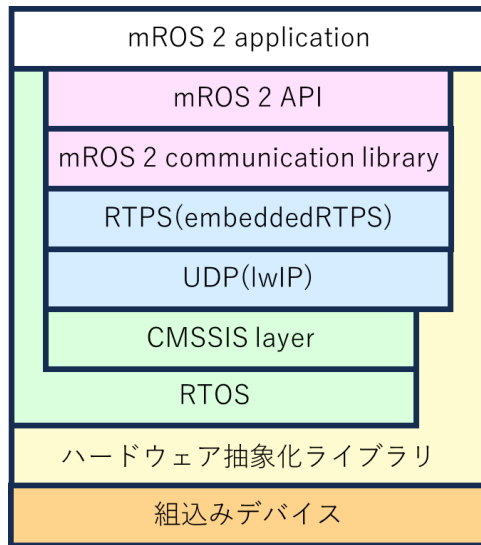 mROS 2 application
mROS 2 API
mROS 2 communication library
RTPS(embeddedRTPS)
UDP(lwIP)
CMSSIS layer
RTOS
ハードウェア抽象化ライブラリ
組込みデバイス